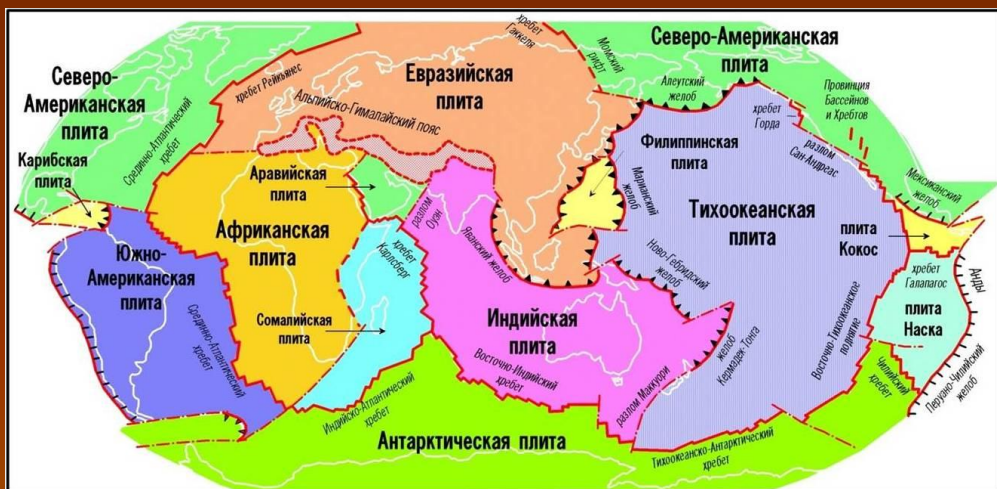 Северо-
Американская
плита
Карибская
плита
Срединно-Атлантический
хребет
хребет Рейкьянес
Евразийская
плита
Альпийско-Гималайский пояс
хребет
Гаккеля
Момский
рифт
Северо-Американская
плита
Алеутский
желоб
хребет
Горда
Провинция
Бассейнов
и Хребтов
разлом
Сан-Андреас
Мексиканский
желоб
Филиппинская
плита
Марианский
желоб
Тихоокеанская
плита
плита
Кокос
хребет
Галапагос
плита
Наска
Анды
Аравийская
плита
Африканская
плита
разлом
Оуэн
хребет
Карлсберг
Яванский желоб
Ново-Гебридский
желоб
Южно-
Американская
плита
Срединно-Атлантический
хребет
Сомалийская
плита
Индийская
плита
Восточно-Индийский
хребет
разлом Маккуори
желоб
Кермадек-Тонга
Восточно-Тихоокеанское
поднятие
Чилийский
хребет
Перуано-Чилийский
желоб
Индийско-Атлантический
хребет
Антарктическая плита
Тихоокеанско-Антарктический
хребет